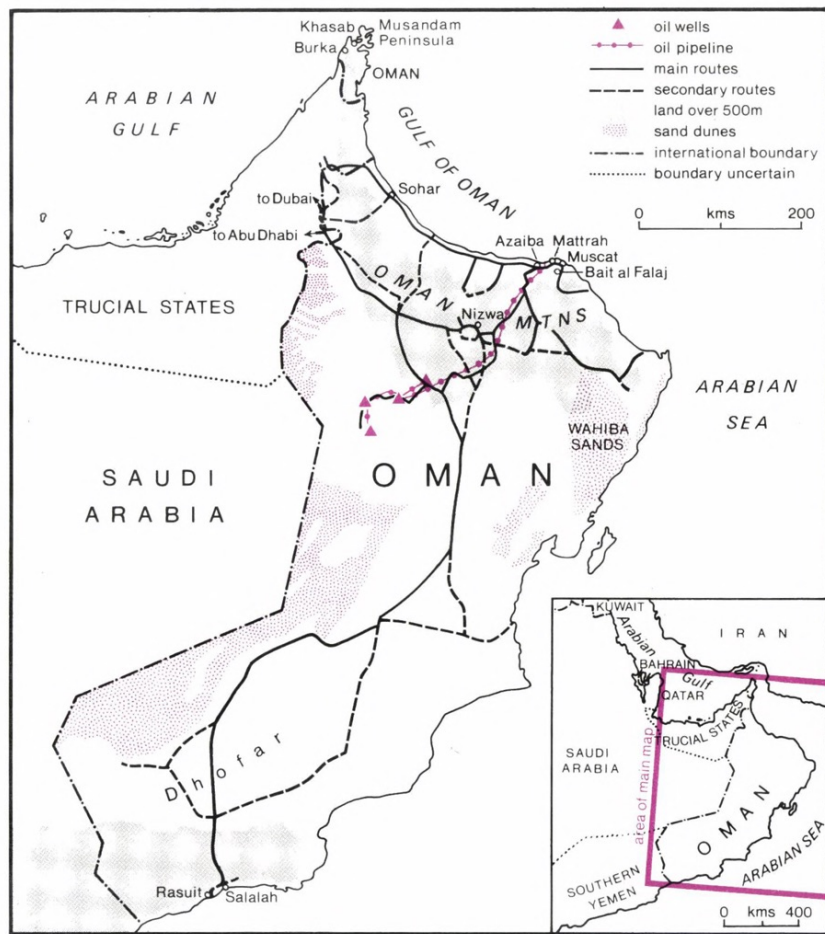 Khasab
Musandam
Peninsula
Burka
OMAN
ARABIAN
GULF
GULF OF OMAN
oil wells
oil pipeline
main routes
secondary routes
land over 500m
sand dunes
international boundary
boundary uncertain
0 kms 200
to Dubai
Sohar
to Abu Dhabi
Azaiba Mattrah
Muscat
Bait al Falaj
OMAN MTNS
TRUCIAL STATES
Nizwa
ARABIAN
SEA
WAHIBA
SANDS
SAUDI
ARABIA
OMAN
Dhofar
Rasuit
Salalah
KUWAIT
Arabian
Gulf
IRAN
BAHRAIN
QATAR
TRUCIAL STATES
SAUDI
ARABIA
area of main map
OMAN
ARABIAN SEA
SOUTHERN
YEMEN
0 kms 400